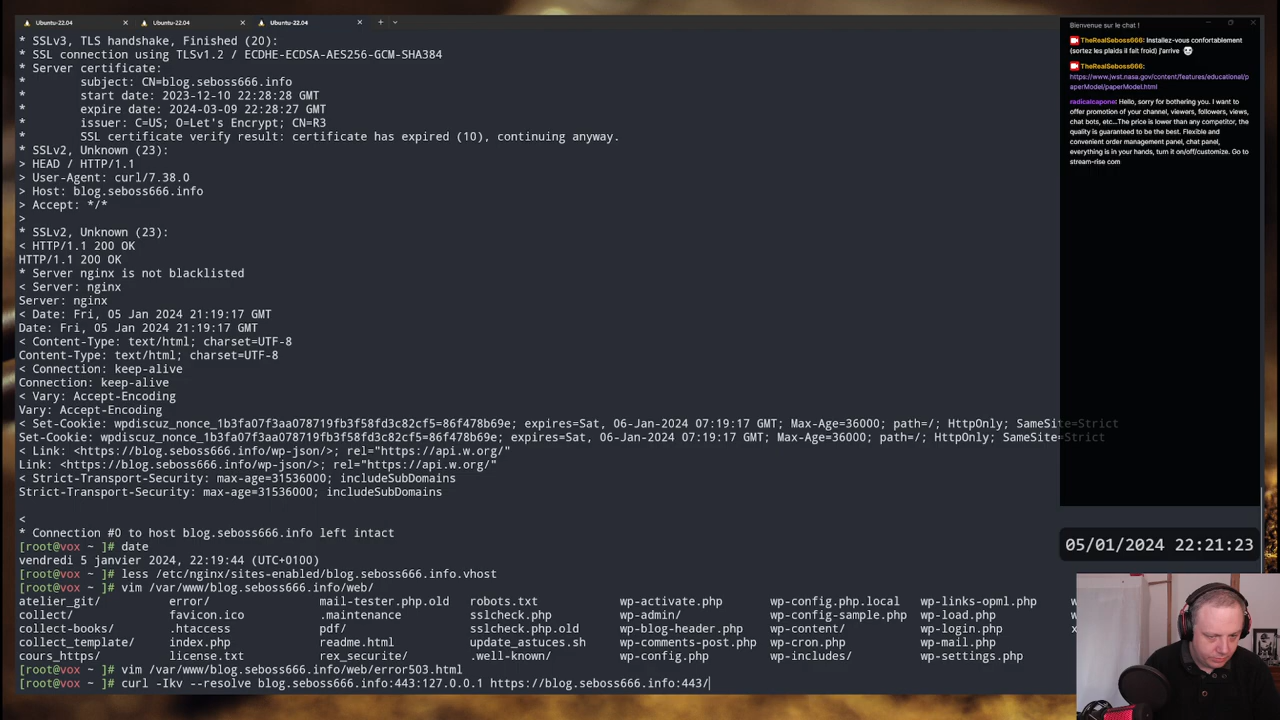 Ubuntu-22.04
Ubuntu-22.04
Ubuntu-22.04
* SSLv3, TLS handshake, Finished (20):
* SSL connection using TLSv1.2 / ECDHE-ECDSA-AES256-GCM-SHA384
* Server certificate:
* subject: CN=blog.seboss666.info
* start date: 2023-12-10 22:28:28 GMT
* expire date: 2024-03-09 22:28:27 GMT
* issuer: C=US; O=Let's Encrypt; CN=R3
* SSL certificate verify result: certificate has expired (10), continuing anyway.
* SSLv2, Unknown (23):
> HEAD / HTTP/1.1
> User-Agent: curl/7.38.0
> Host: blog.seboss666.info
> Accept: */*
>
* SSLv2, Unknown (23):
< HTTP/1.1 200 OK
HTTP/1.1 200 OK
* Server nginx is not blacklisted
< Server: nginx
Server: nginx
< Date: Fri, 05 Jan 2024 21:19:17 GMT
Date: Fri, 05 Jan 2024 21:19:17 GMT
< Content-Type: text/html; charset=UTF-8
Content-Type: text/html; charset=UTF-8
< Connection: keep-alive
Connection: keep-alive
< Vary: Accept-Encoding
Vary: Accept-Encoding
< Set-Cookie: wpdiscuz_nonce_1b3fa07f3aa078719fb3f58fd3c82cf5=86f478b69e; expires=Sat, 06-Jan-2024 07:19:17 GMT; Max-Age=36000; path=/; HttpOnly; SameSite=Strict
Set-Cookie: wpdiscuz_nonce_1b3fa07f3aa078719fb3f58fd3c82cf5=86f478b69e; expires=Sat, 06-Jan-2024 07:19:17 GMT; Max-Age=36000; path=/; HttpOnly; SameSite=Strict
< Link: <https://blog.seboss666.info/wp-json/>; rel="https://api.w.org/"
Link: <https://blog.seboss666.info/wp-json/>; rel="https://api.w.org/"
< Strict-Transport-Security: max-age=31536000; includeSubDomains
Strict-Transport-Security: max-age=31536000; includeSubDomains
<
* Connection #0 to host blog.seboss666.info left intact
[root@vox ~ ]# date
vendredi 5 janvier 2024, 22:19:44 (UTC+0100)
[root@vox ~ ]# less /etc/nginx/sites-enabled/blog.seboss666.info.vhost
[root@vox ~ ]# vim /var/www/blog.seboss666.info/web/
atelier_git/ error/ mail-tester.php.old robots.txt wp-activate.php wp-config.php.local wp-links-opml.php
collect/ favicon.ico .maintenance sslcheck.php wp-admin/ wp-config-sample.php wp-load.php
collect-books/ .htaccess pdf/ sslcheck.php.old wp-blog-header.php wp-content/ wp-login.php
collect_template/ index.php readme.html update_astuces.sh wp-comments-post.php wp-cron.php wp-mail.php
cours_https/ license.txt rex_security/ .well-known/ wp-config.php wp-includes/ wp-settings.php
[root@vox ~ ]# vim /var/www/blog.seboss666.info/web/error503.html
[root@vox ~ ]# curl -Ikv --resolve blog.seboss666.info:443:127.0.0.1 https://blog.seboss666.info:443/
Bienvenue sur le chat !
TheRealSeboss666: Installez-vous confortablement
(sortez les plaids il fait froid) j'arrive
TheRealSeboss666:
https://www.jwst.nasa.gov/content/features/educational/p
aperModel/paperModel.html
radicalcapone: Hello, sorry for bothering you. I want to
offer promotion of your channel, viewers, followers, views,
chat bots, etc...The price is lower than any competitor, the
quality is guaranteed to be the best. Flexible and
convenient order management panel, chat panel,
everything is in your hands, turn it on/off/customize. Go to
stream-rise com
05/01/2024 22:21:23